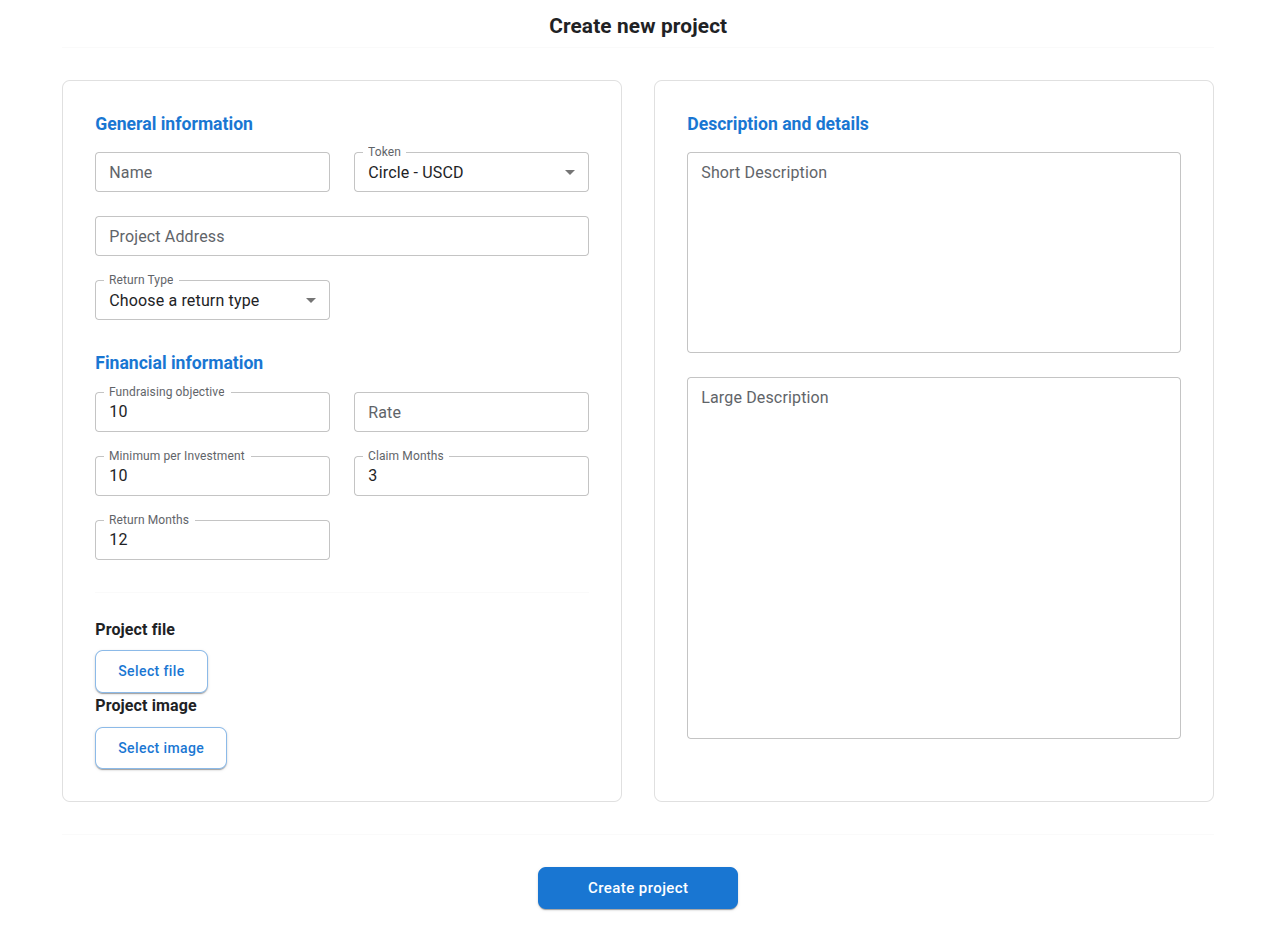 Create new project
General information
Name
Token
Circle - USCD
Project Address
Return Type
Choose a return type
Financial information
Fundraising objective
10
Rate
Minimum per Investment
10
Claim Months
3
Return Months
12
Project file
Select file
Project image
Select image
Description and details
Short Description
Large Description
Create project